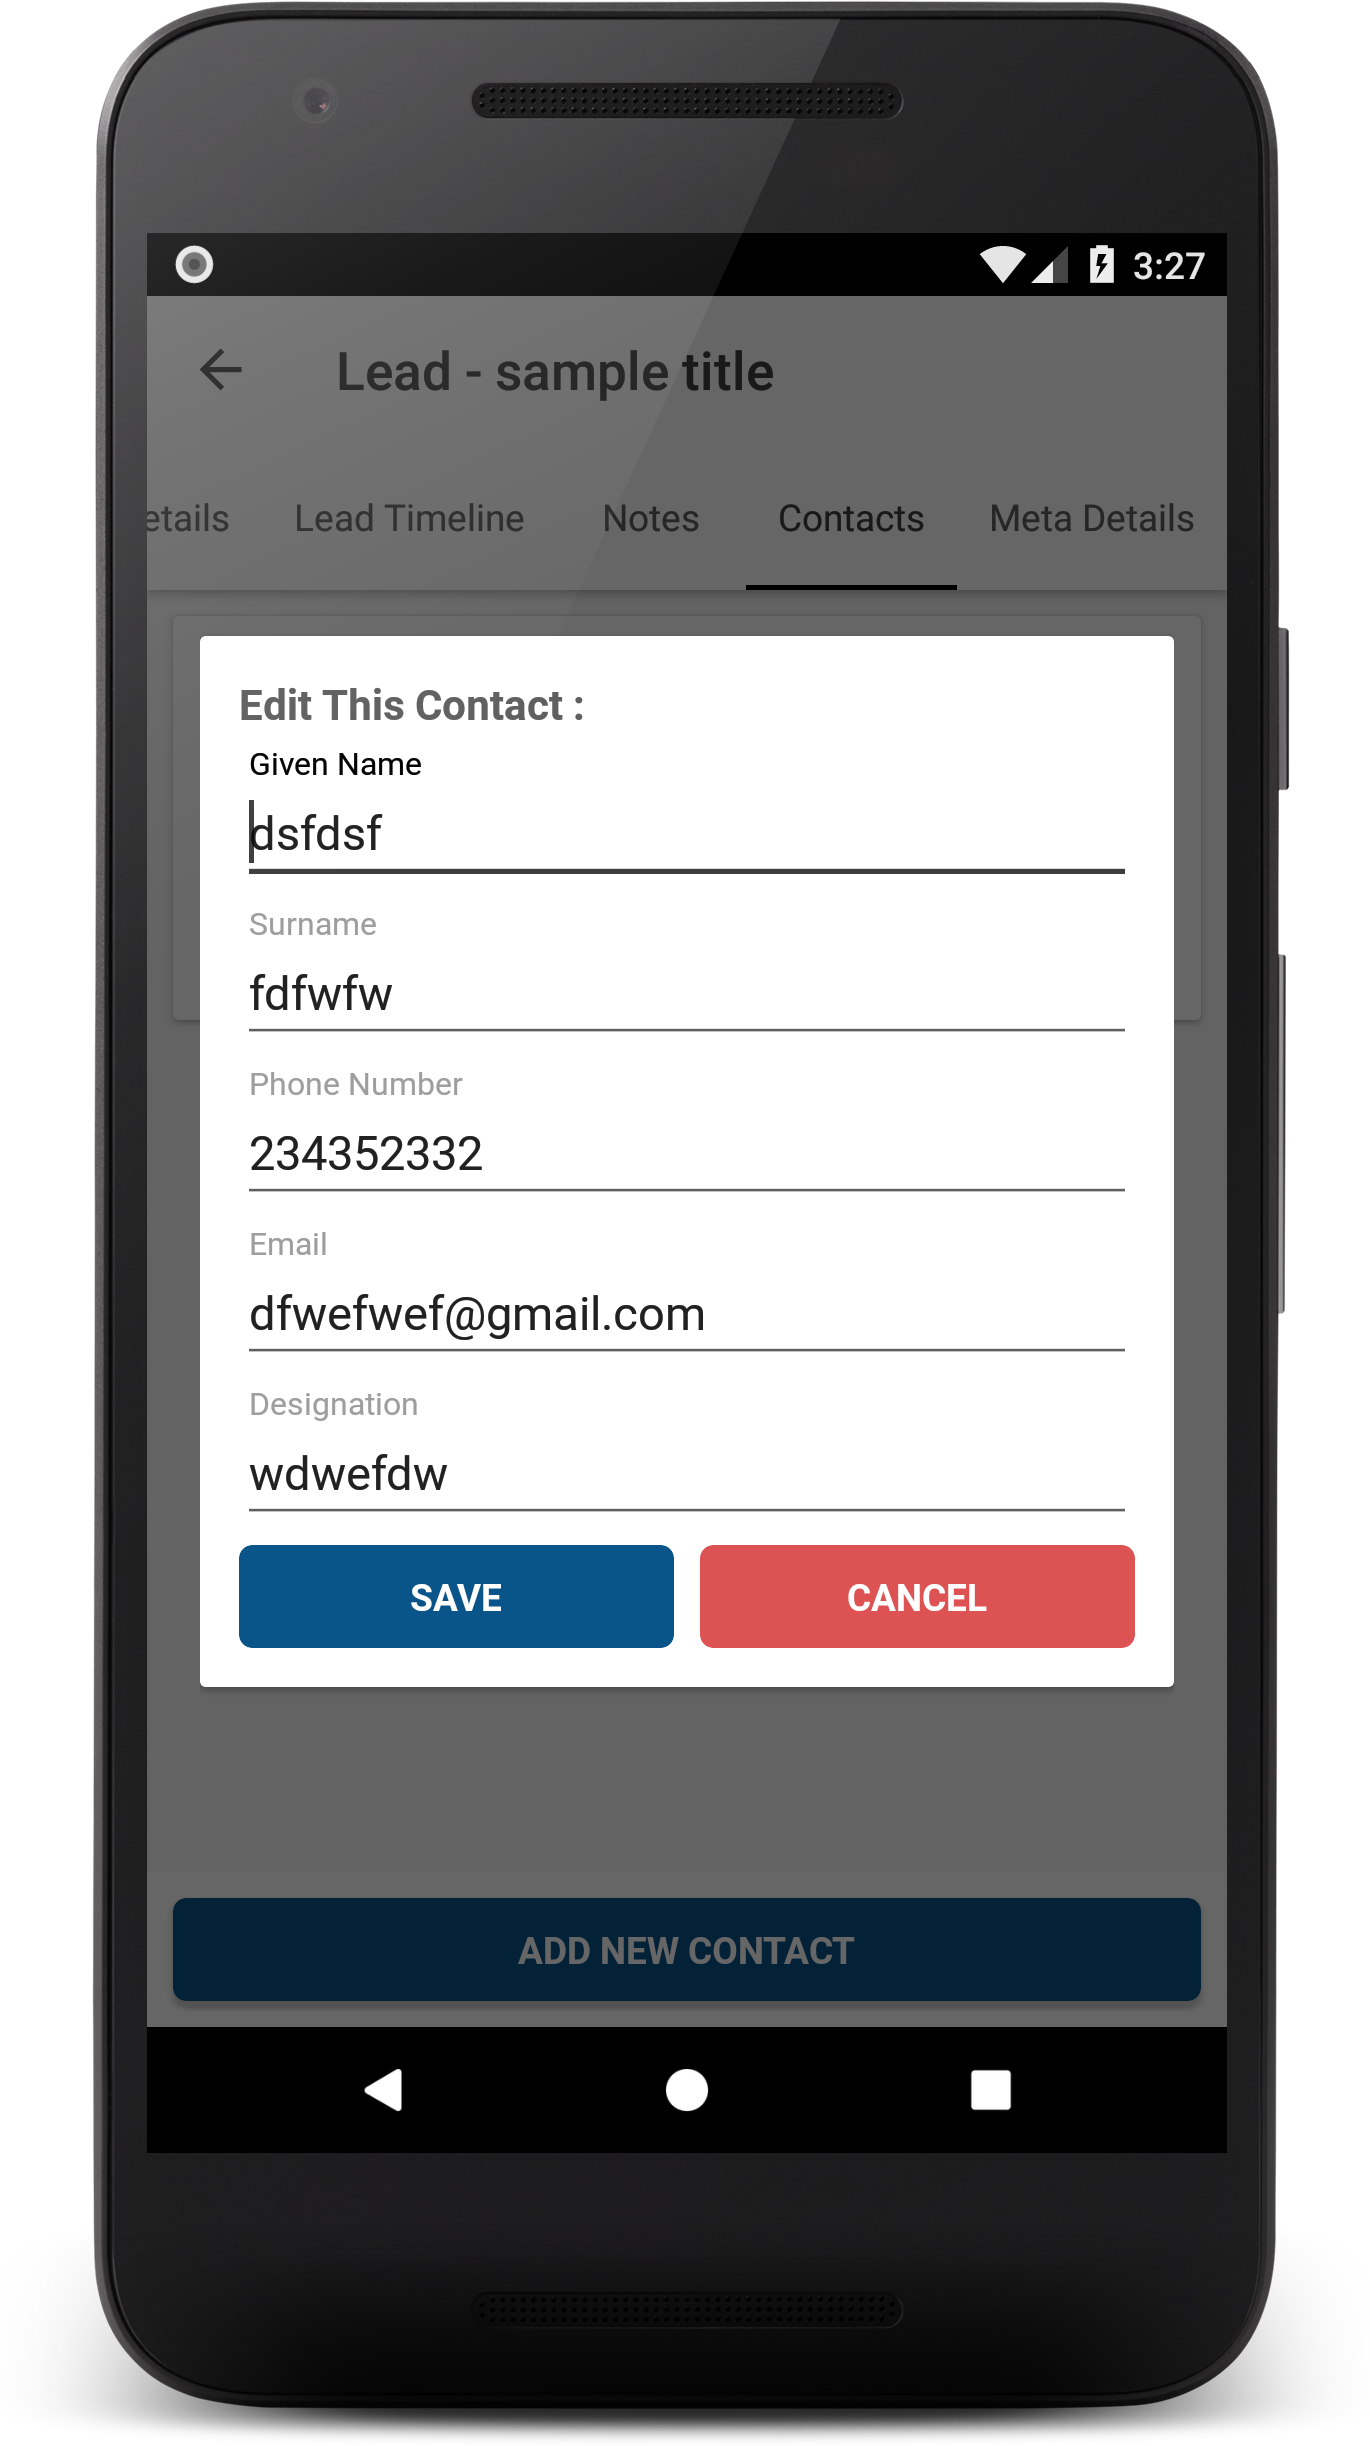 3:27
Lead - sample title
etails Lead Timeline Notes Contacts Meta Details
Edit This Contact :
Given Name
dsfdsf
Surname
fdfwfw
Phone Number
234352332
Email
dfwefwef@gmail.com
Designation
wdwefdw
SAVE CANCEL
ADD NEW CONTACT